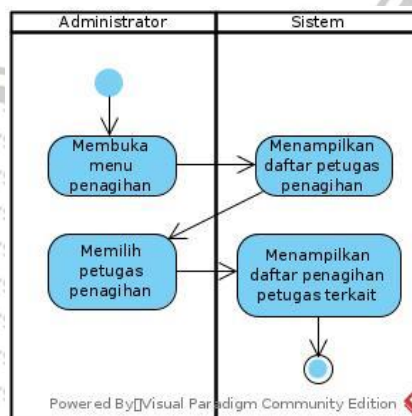 Administrator
Sistem
Membuka
menu
penagihan
Menampilkan
daftar petugas
penagihan
Memilih
petugas
penagihan
Menampilkan
daftar penagihan
petugas terkait
Powered By▯Visual Paradigm Community Edition